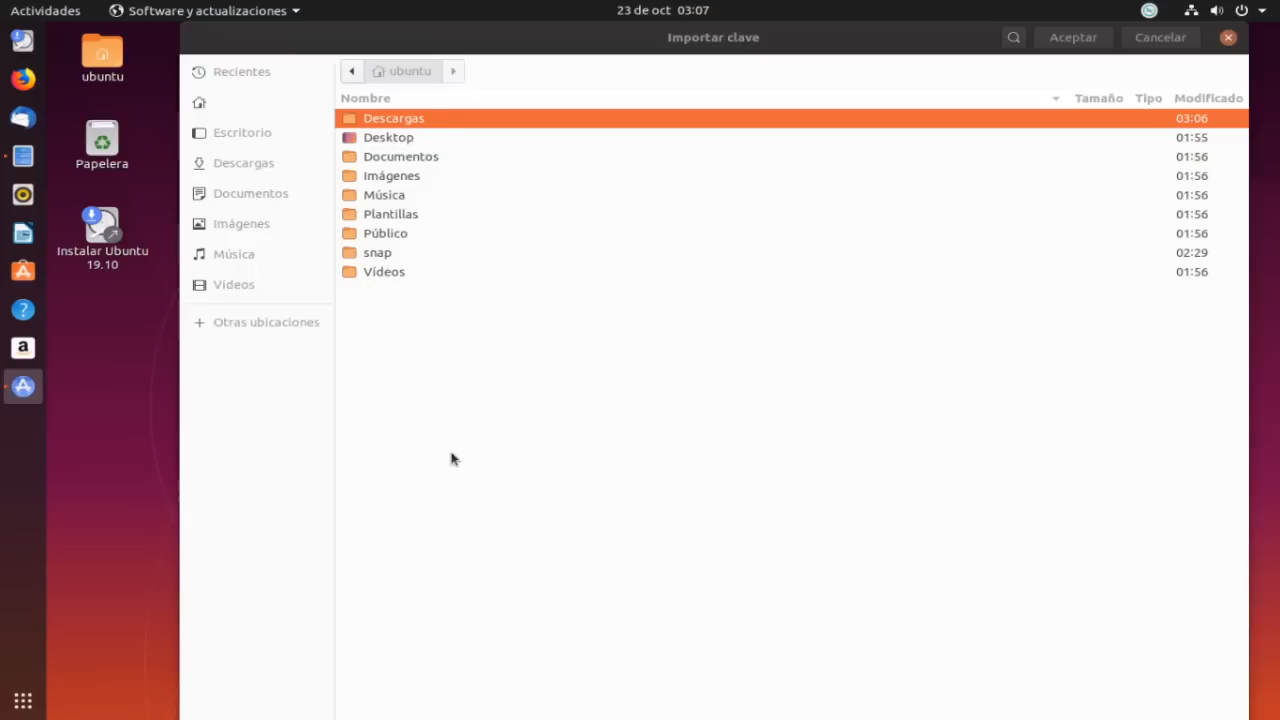 Actividades
Software y actualizaciones
23 de oct 03:07
ubuntu
Papelera
Instalar Ubuntu
19.10
Importar clave
Aceptar
Cancelar
Recientes
Escritorio
Descargas
Documentos
Imágenes
Música
Vídeos
Otras ubicaciones
ubuntu
Nombre Tamaño Tipo Modificado
Descargas 03:06
Desktop 01:55
Documentos 01:56
Imágenes 01:56
Música 01:56
Plantillas 01:56
Público 01:56
snap 02:29
Vídeos 01:56